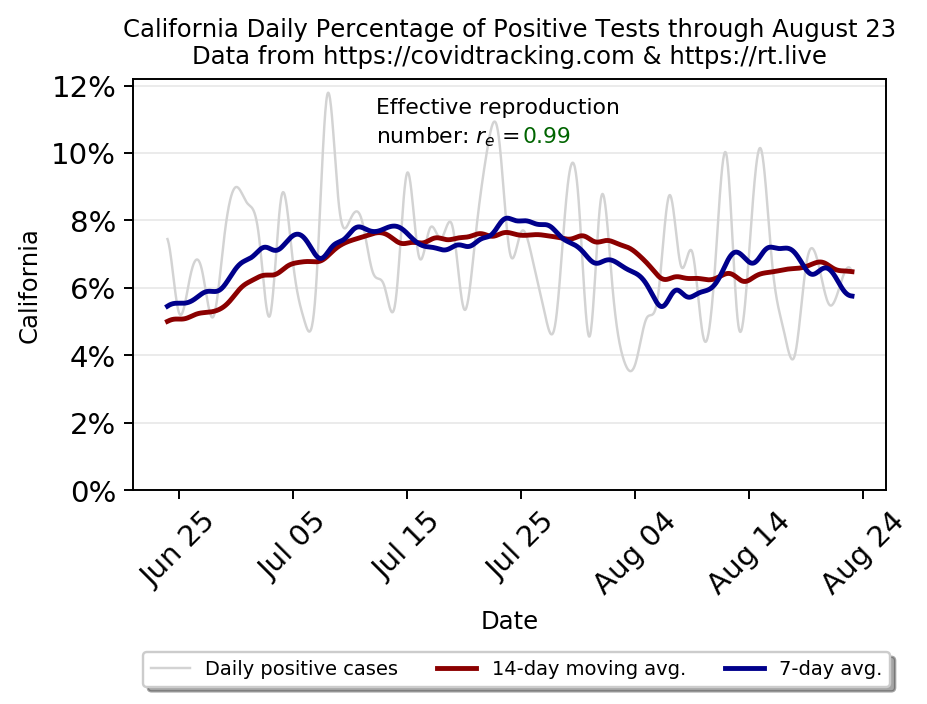 California Daily Percentage of Positive Tests through August 23
Data from https://covidtracking.com & https://rt.live
12%
Effective reproduction
number: rₑ = 0.99
10%
8%
6%
4%
2%
0%
California
Jun 25
Jul 05
Jul 15
Jul 25
Aug 04
Aug 14
Aug 24
Date
Daily positive cases
14-day moving avg.
7-day avg.